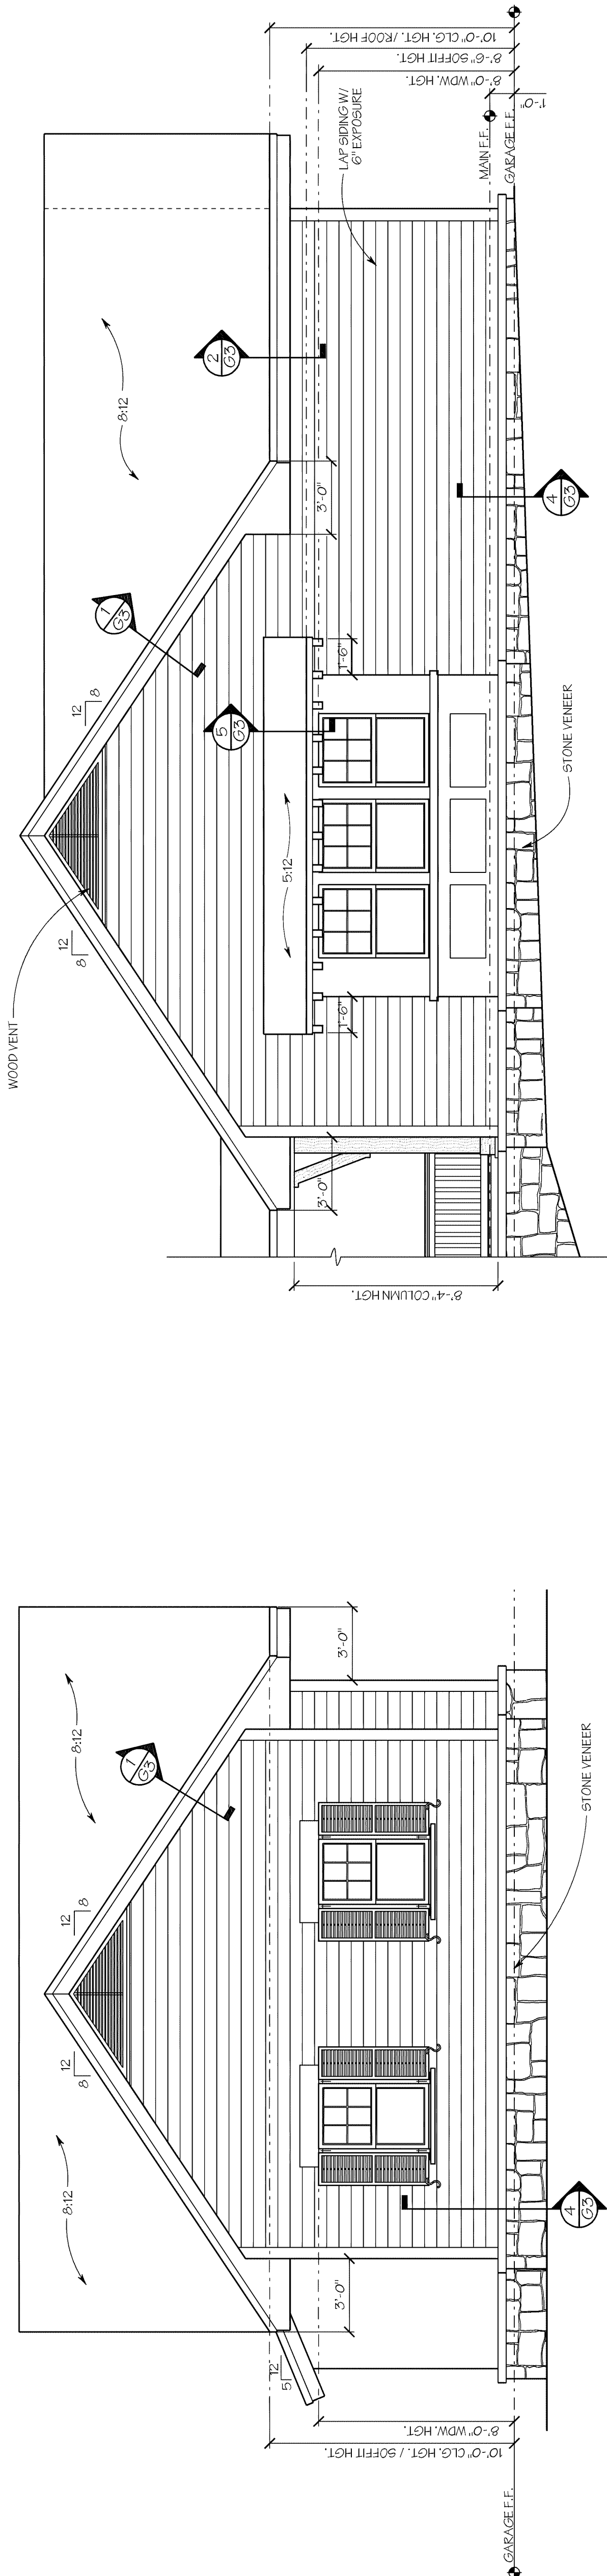 WOOD VENT
12
8
12
8
1
G3
8:12
2
G3
5
G3
5:12
1'-6"
1'-6"
3'-0"
3'-0"
LAP SIDING W/
6" EXPOSURE
10'-0" CLG. HGT. / ROOF HGT.
8'-6" SOFFIT HGT.
8'-0" WDW. HGT.
MAIN F.F.
GARAGE F.F.
1'-0"
8'-4" COLUMN HGT.
4
G3
STONE VENEER
8:12
8:12
12
8
12
8
1
G3
12
5
3'-0"
3'-0"
10'-0" CLG. HGT. / SOFFIT HGT.
8'-0" WDW. HGT.
GARAGE F.F.
4
G3
STONE VENEER